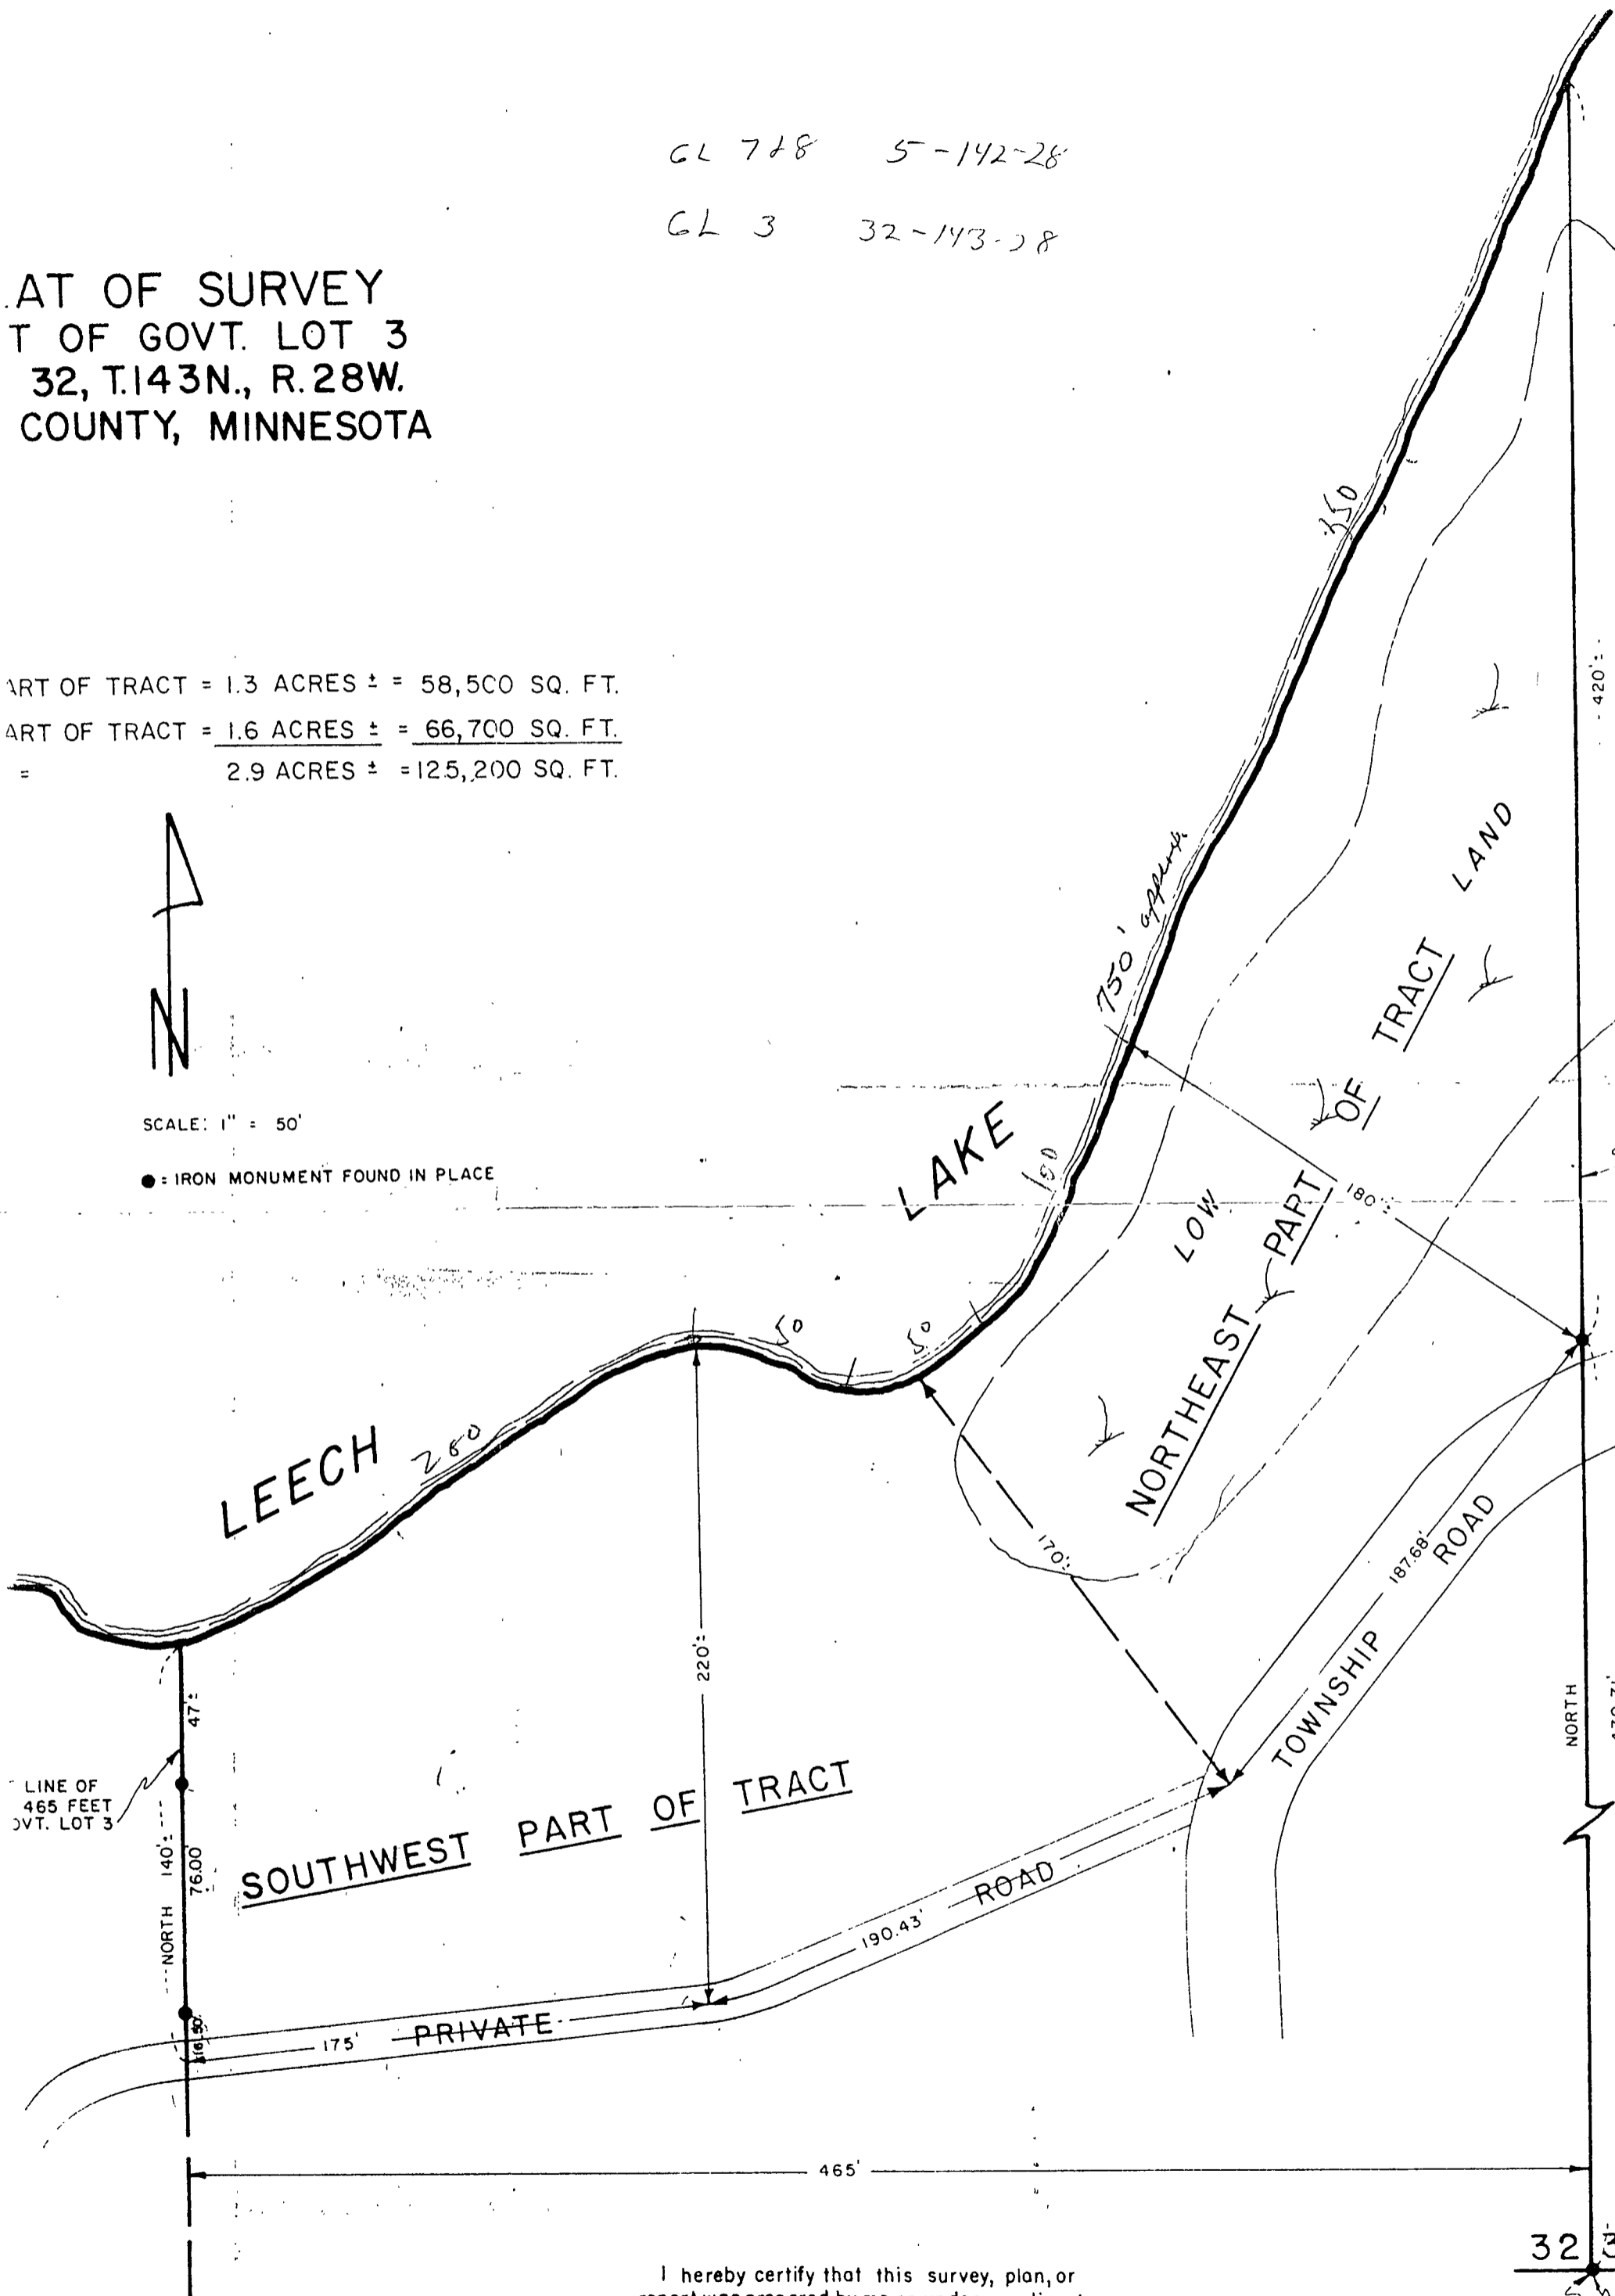 GL 7&8 5-142-28
GL 3 32-143-28
AT OF SURVEY
T OF GOVT. LOT 3
32, T.143N., R.28W.
COUNTY, MINNESOTA
ART OF TRACT = 1.3 ACRES ± = 58,500 SQ. FT.
ART OF TRACT = 1.6 ACRES ± = 66,700 SQ. FT.
= 2.9 ACRES ± = 125,200 SQ. FT.
N
SCALE: 1" = 50'
● = IRON MONUMENT FOUND IN PLACE
350
750' approx.
420'±
LOW LAND
NORTHEAST PART OF TRACT
180'±
LEECH LAKE
50
50
220'±
170'±
187.68'
TOWNSHIP ROAD
NORTH
47'±
LINE OF
465 FEET
OVT. LOT 3
NORTH 140'±
76.00'
16.50'
SOUTHWEST PART OF TRACT
190.43'
175'
PRIVATE ROAD
465'
32
I hereby certify that this survey, plan, or